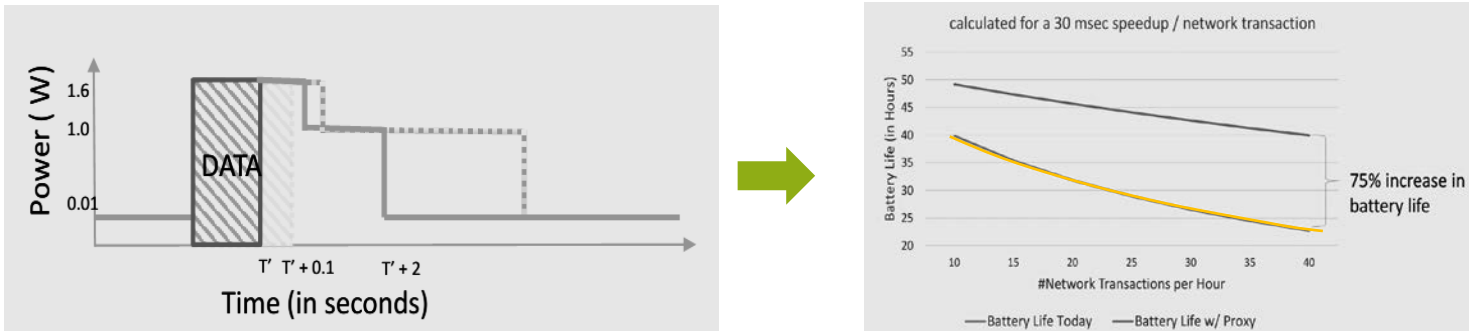 Power ( W)
1.6
1.0
0.01
DATA
T' T' + 0.1 T' + 2
Time (in seconds)
calculated for a 30 msec speedup / network transaction
Battery Life (in Hours)
55
50
45
40
35
30
25
20
10 15 20 25 30 35 40
#Network Transactions per Hour
Battery Life Today Battery Life w/ Proxy
75% increase in
battery life